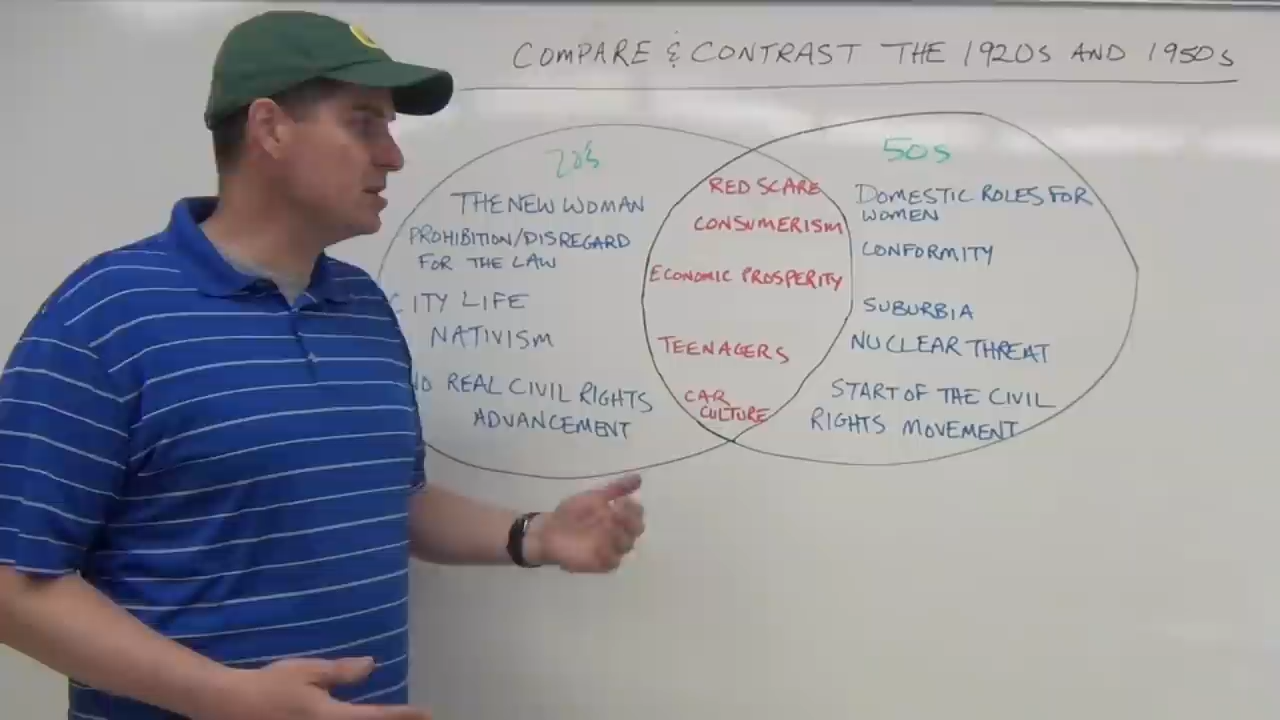 COMPARE & CONTRAST THE 1920s AND 1950s
20s
THE NEW WOMAN
PROHIBITION/DISREGARD
FOR THE LAW
CITY LIFE
NATIVISM
NO REAL CIVIL RIGHTS
ADVANCEMENT
RED SCARE
CONSUMERISM
ECONOMIC PROSPERITY
TEENAGERS
CAR
CULTURE
50s
DOMESTIC ROLES FOR
WOMEN
CONFORMITY
SUBURBIA
NUCLEAR THREAT
START OF THE CIVIL
RIGHTS MOVEMENT